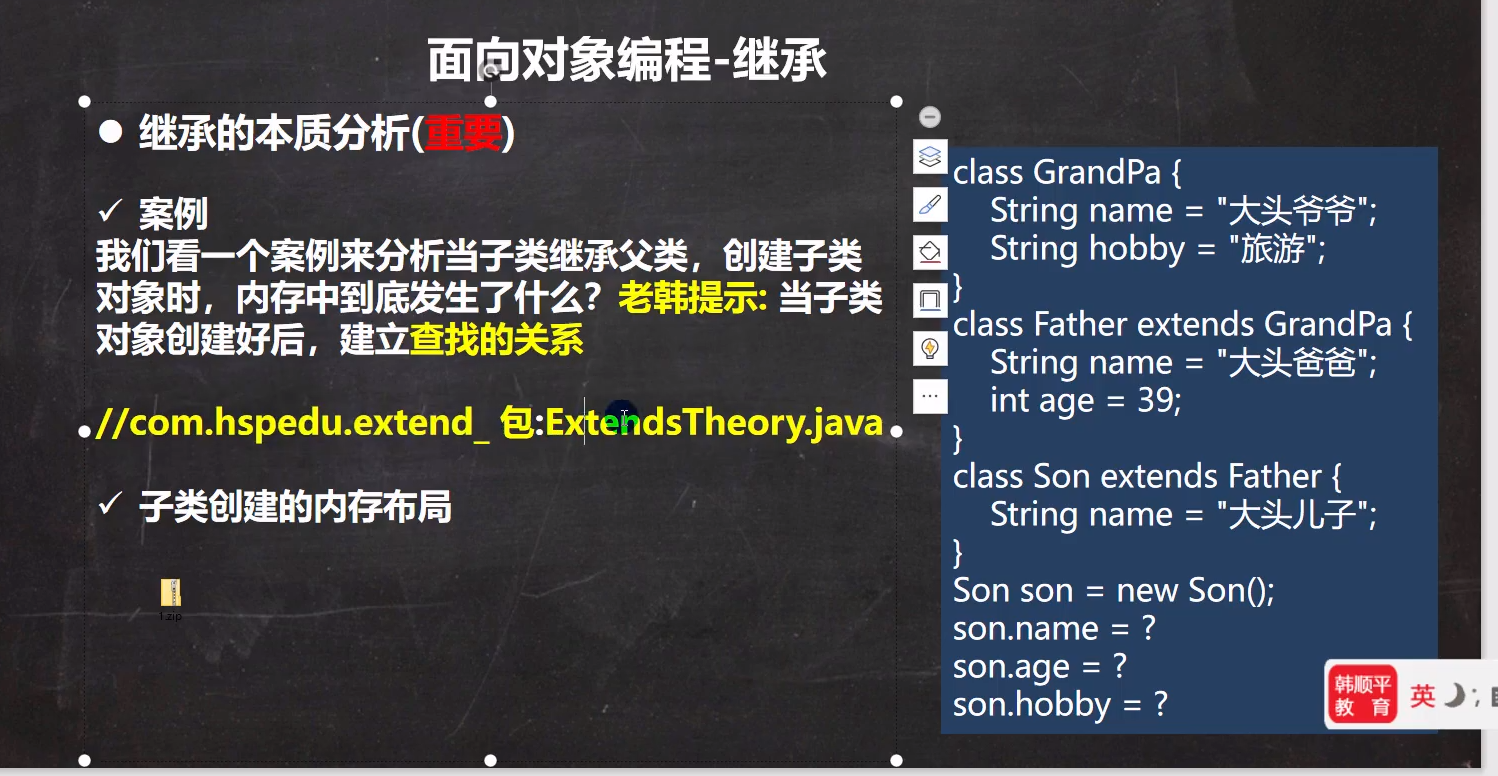 面向对象编程-继承
● 继承的本质分析(重要)
✓ 案例
我们看一个案例来分析当子类继承父类，创建子类
对象时，内存中到底发生了什么？老韩提示: 当子类
对象创建好后，建立查找的关系
//com.hspedu.extend_ 包:ExtendsTheory.java
✓ 子类创建的内存布局
1.zip
class GrandPa {
String name = "大头爷爷";
String hobby = "旅游";
}
class Father extends GrandPa {
String name = "大头爸爸";
int age = 39;
}
class Son extends Father {
String name = "大头儿子";
}
Son son = new Son();
son.name = ?
son.age = ?
son.hobby = ?
韩顺平
教 育
英